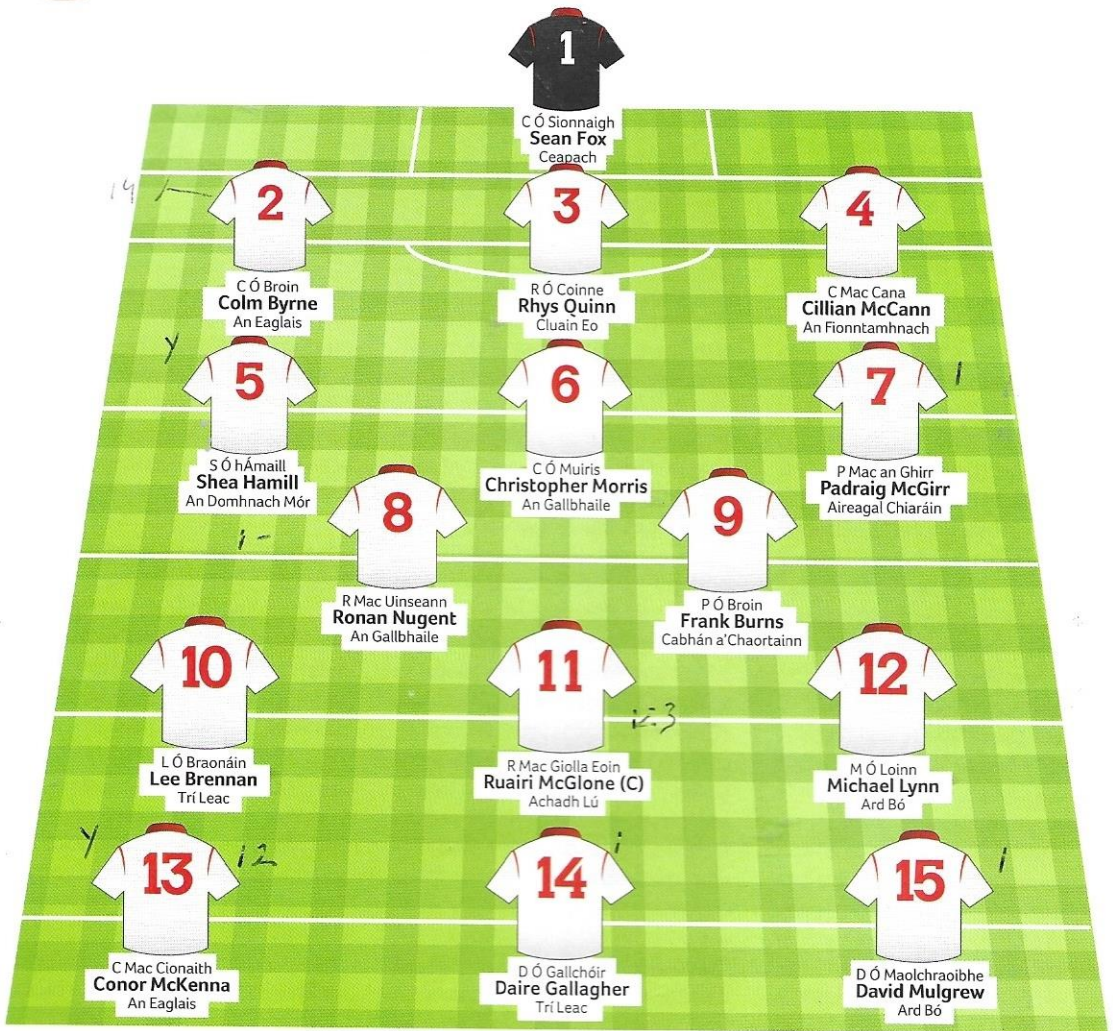 1
C Ó Sionnaigh
Sean Fox
Ceapach
2
C Ó Broin
Colm Byrne
An Eaglais
3
R Ó Coinne
Rhys Quinn
Cluain Eo
4
C Mac Cana
Cillian McCann
An Fionntamhnach
y
5
S Ó hÁmaill
Shea Hamill
An Domhnach Mór
6
C Ó Muiris
Christopher Morris
An Gallbhaile
7
P Mac an Ghirr
Padraig McGirr
Aireagal Chiaráin
8
R Mac Uinseann
Ronan Nugent
An Gallbhaile
9
P Ó Broin
Frank Burns
Cabhán a'Chaortainn
10
L Ó Braonáin
Lee Brennan
Trí Leac
11
R Mac Giolla Eoin
Ruairi McGlone (C)
Achadh Lú
12
M Ó Loinn
Michael Lynn
Ard Bó
y
13
i2
C Mac Cionaith
Conor McKenna
An Eaglais
14
i
D Ó Gallchóir
Daire Gallagher
Trí Leac
15
D Ó Maolchraoibhe
David Mulgrew
Ard Bó